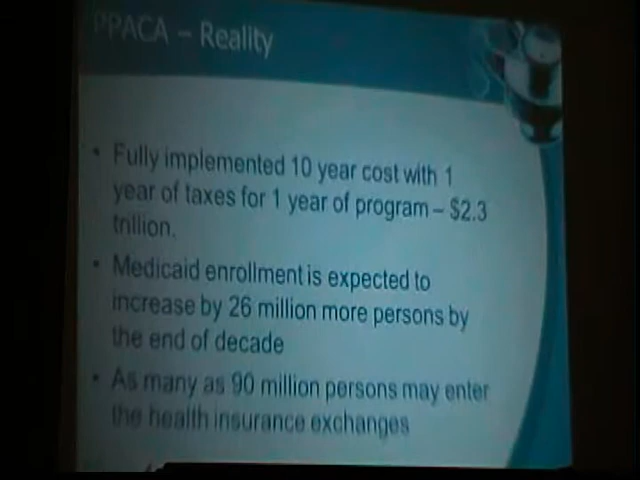 PPACA – Reality
• Fully implemented 10 year cost with 1
year of taxes for 1 year of program – $2.3
trillion.
• Medicaid enrollment is expected to
increase by 26 million more persons by
the end of decade
• As many as 90 million persons may enter
the health insurance exchanges